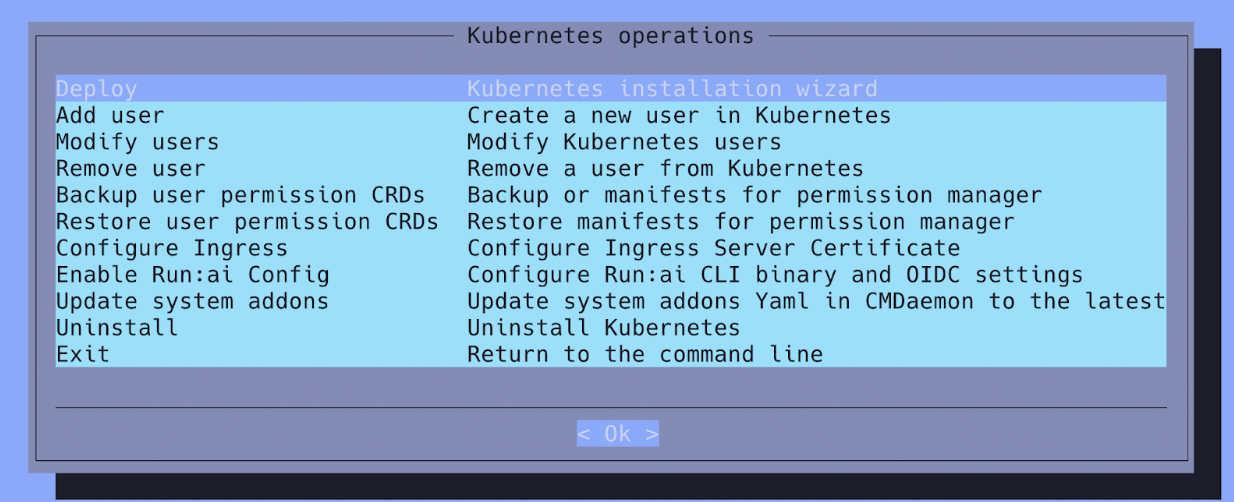 Kubernetes operations
Deploy Kubernetes installation wizard
Add user Create a new user in Kubernetes
Modify users Modify Kubernetes users
Remove user Remove a user from Kubernetes
Backup user permission CRDs Backup or manifests for permission manager
Restore user permission CRDs Restore manifests for permission manager
Configure Ingress Configure Ingress Server Certificate
Enable Run:ai Config Configure Run:ai CLI binary and OIDC settings
Update system addons Update system addons Yaml in CMDaemon to the latest
Uninstall Uninstall Kubernetes
Exit Return to the command line
< Ok >